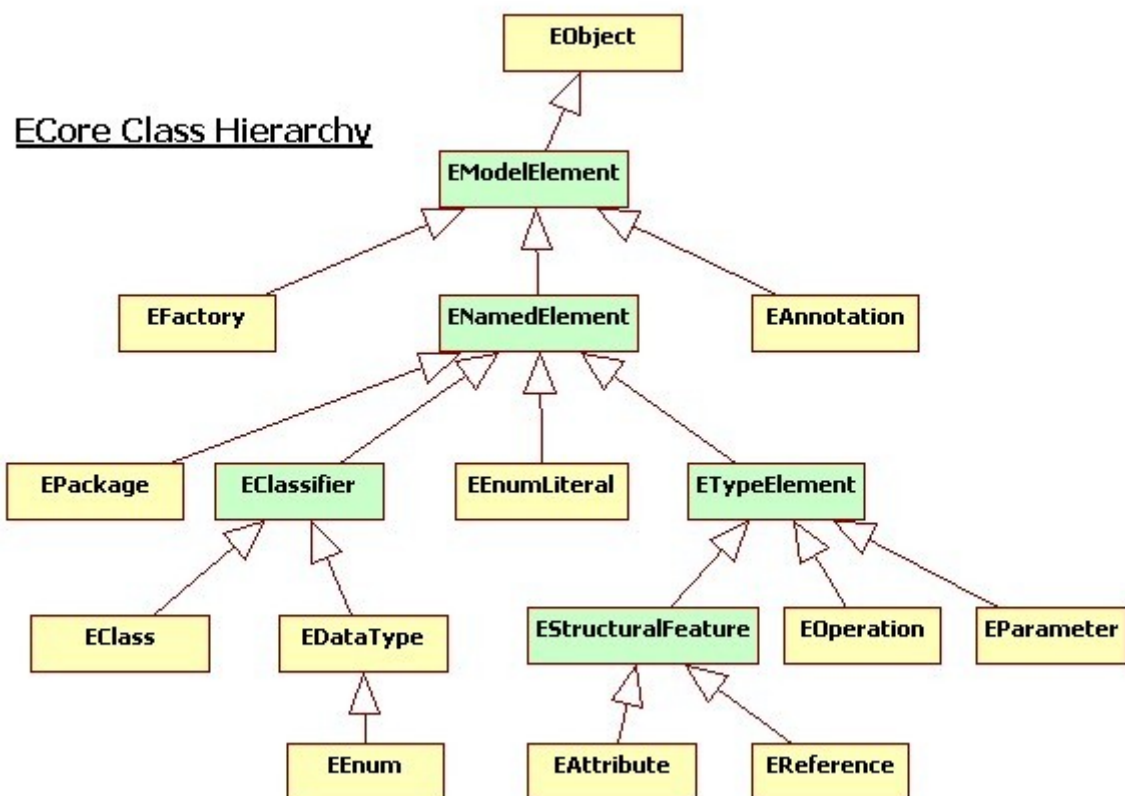 EObject
ECore Class Hierarchy
EModelElement
EFactory
ENamedElement
EAnnotation
EPackage
EClassifier
EEnumLiteral
ETypeElement
EClass
EDataType
EStructuralFeature
EOperation
EParameter
EEnum
EAttribute
EReference